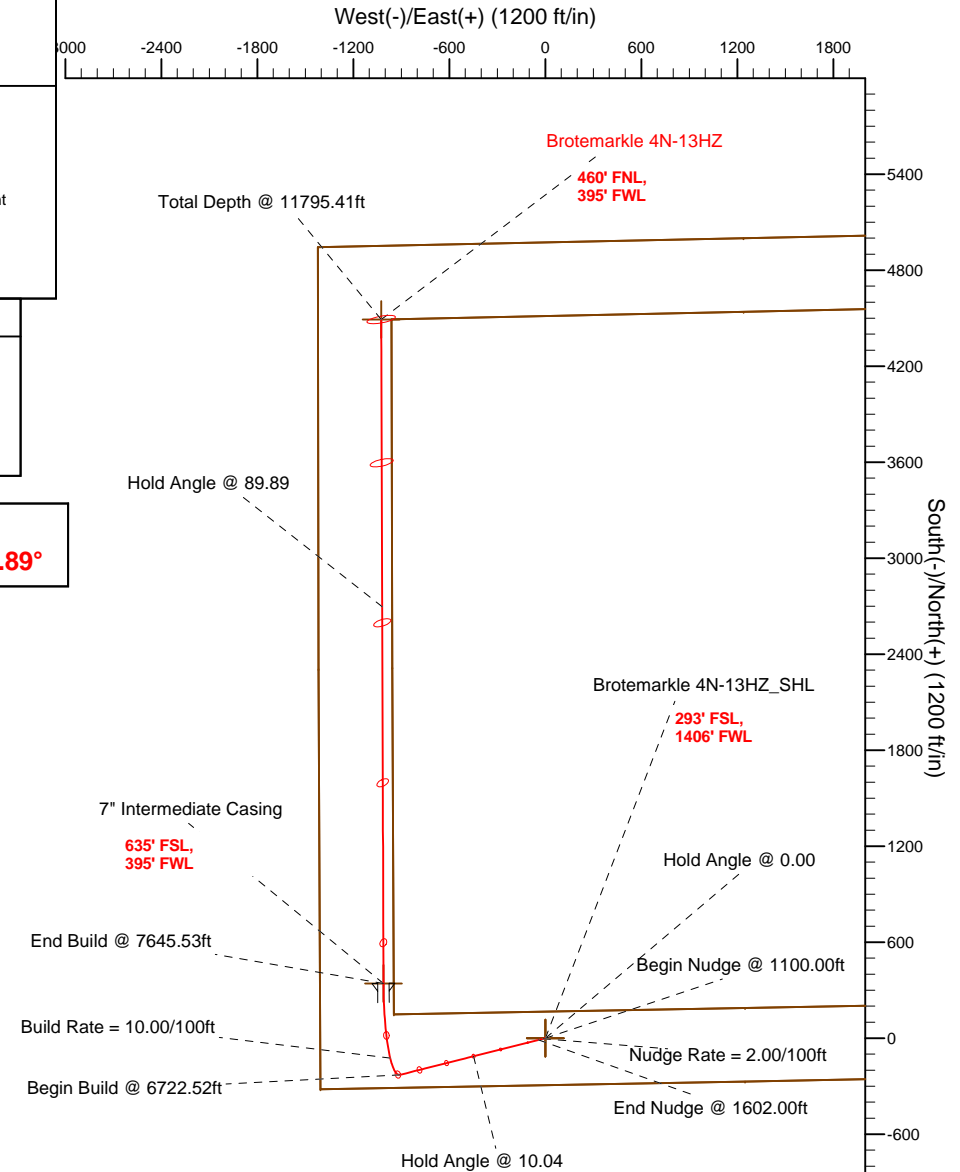 West(-)/East(+) (1200 ft/in)
-2400 -1800 -1200 -600 0 600 1200 1800
Brotemarkle 4N-13HZ
460' FNL,
395' FWL
5400
Total Depth @ 11795.41ft
4800
4200
3600
Hold Angle @ 89.89
3000
South(-)/North(+) (1200 ft/in)
.89°
2400
Brotemarkle 4N-13HZ_SHL
293' FSL,
1406' FWL
1800
7" Intermediate Casing
635' FSL,
395' FWL
1200
Hold Angle @ 0.00
End Build @ 7645.53ft
600
Begin Nudge @ 1100.00ft
Build Rate = 10.00/100ft
0
Nudge Rate = 2.00/100ft
Begin Build @ 6722.52ft
End Nudge @ 1602.00ft
-600
Hold Angle @ 10.04